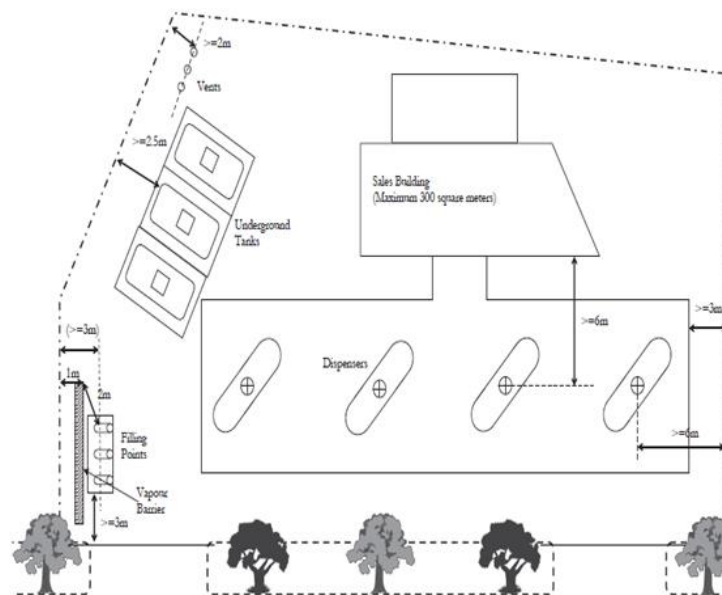 >=2m
Vents
>=2.5m
Sales Building
(Maximum 300 square meters)
Underground
Tanks
(>=3m)
>=6m
>=3m
Dispensers
1m
2m
>=6m
Filling
Points
Vapour
Barrier
>=3m